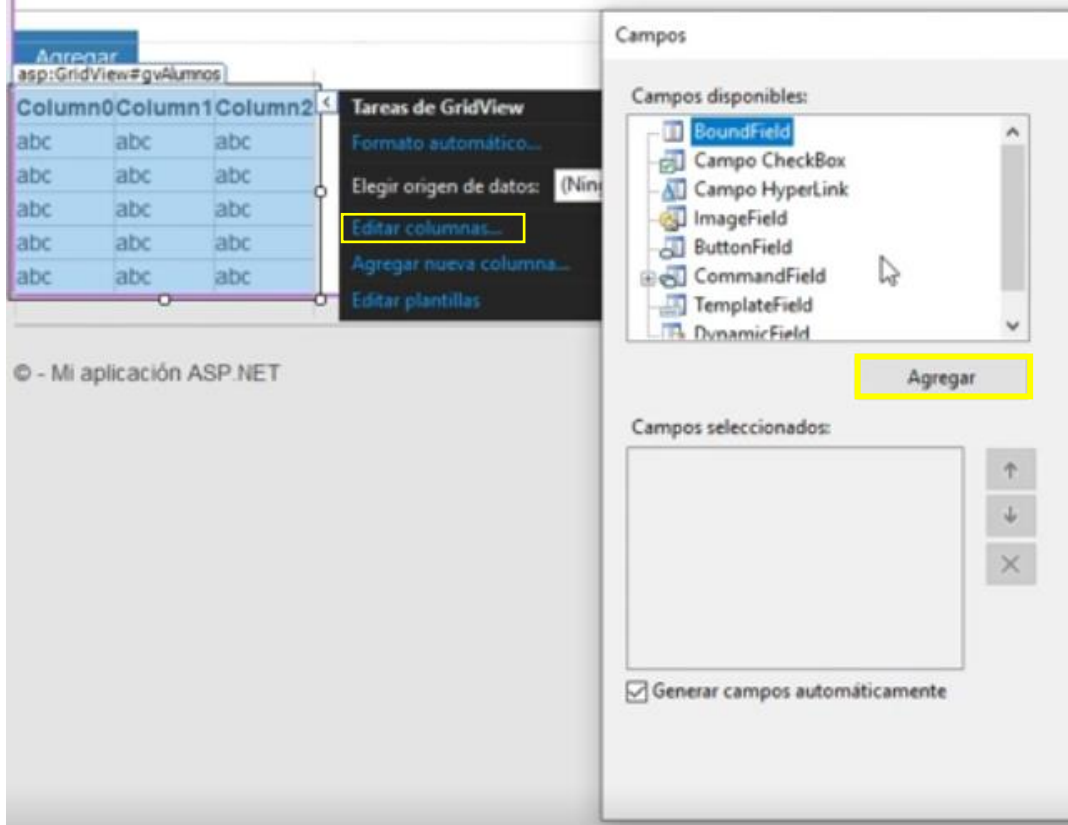 Agregar
asp:GridView#gvAlumnos
Column0 Column1 Column2
abc abc abc
abc abc abc
abc abc abc
abc abc abc
abc abc abc
Tareas de GridView
Formato automático...
Elegir origen de datos: (Ning
Editar columnas...
Agregar nueva columna...
Editar plantillas
© - Mi aplicación ASP.NET
Campos
Campos disponibles:
BoundField
Campo CheckBox
Campo HyperLink
ImageField
ButtonField
CommandField
TemplateField
DynamicField
Agregar
Campos seleccionados:
Generar campos automáticamente